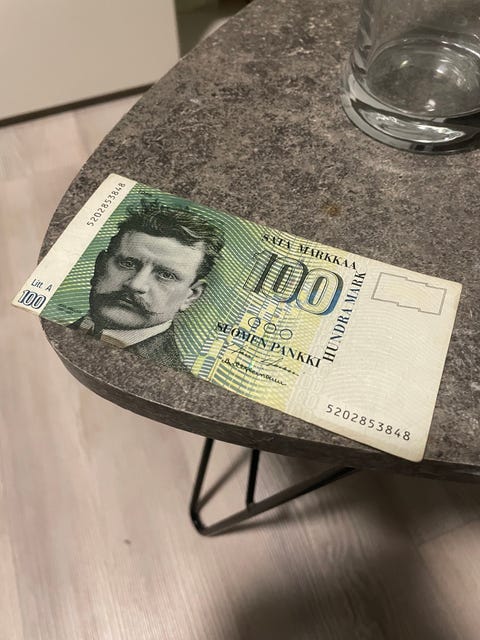 5202853848
Litt. A
100
SATA MARKKAA
100
HUNDRA MARK
SUOMEN PANKKI
5202853848